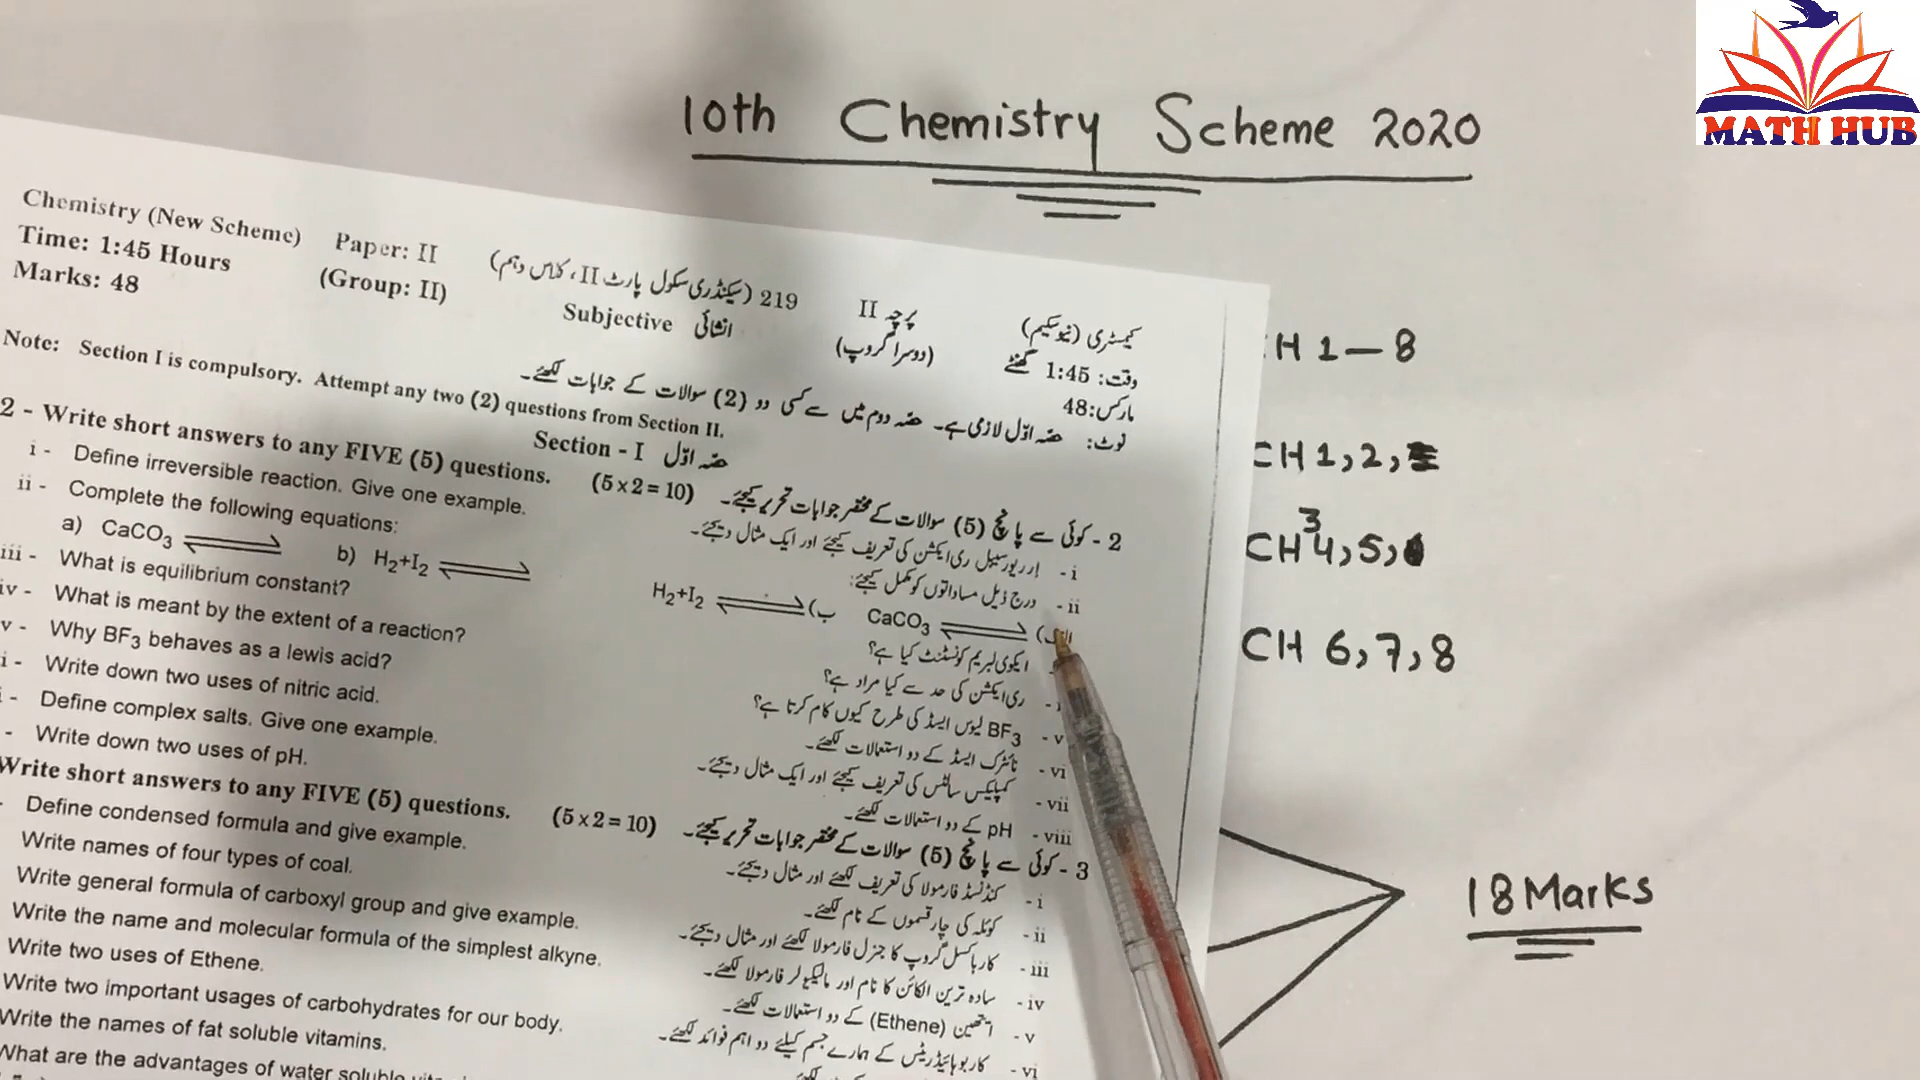 MATH HUB
10th Chemistry Scheme 2020
Chemistry (New Scheme) Paper: II 219 (سیکنڈری سکول پارٹ II، کلاس دہم) پرچہ II کیمسٹری (نیو سکیم)
Time: 1:45 Hours (Group: II) Subjective انشائی (دوسرا گروپ) وقت: 1:45 گھنٹے
Marks: 48 مارکس: 48
Note: Section I is compulsory. Attempt any two (2) questions from Section II.
نوٹ: حصہ اوّل لازمی ہے۔ حصہ دوم میں سے کسی دو (2) سوالات کے جوابات لکھئے۔
Section - I حصہ اوّل
2 - Write short answers to any FIVE (5) questions. (5 x 2 = 10) 2 - کوئی سے پانچ (5) سوالات کے مختصر جوابات تحریر کیجئے۔
i - Define irreversible reaction. Give one example. i - ارریورسیبل ری ایکشن کی تعریف کیجئے اور ایک مثال دیجئے۔
ii - Complete the following equations: ii - درج ذیل مساواتوں کو مکمل کیجئے:
a) CaCO3 ⇌ b) H2+I2 ⇌ H2+I2 ⇌ (ب CaCO3 ⇌
iii - What is equilibrium constant? ایکوی لبریم کونسٹنٹ کیا ہے؟
iv - What is meant by the extent of a reaction? ری ایکشن کی حد سے کیا مراد ہے؟
v - Why BF3 behaves as a lewis acid? v - BF3 لیوس ایسڈ کی طرح کیوں کام کرتا ہے؟
i - Write down two uses of nitric acid. vi - نائٹرک ایسڈ کے دو استعمالات لکھئے۔
i - Define complex salts. Give one example. vii - کمپلیکس سالٹس کی تعریف کیجئے اور ایک مثال دیجئے۔
- Write down two uses of pH. viii - pH کے دو استعمالات لکھئے۔
Write short answers to any FIVE (5) questions. (5 x 2 = 10) 3 - کوئی سے پانچ (5) سوالات کے مختصر جوابات تحریر کیجئے۔
- Define condensed formula and give example. i - کنڈنسڈ فارمولا کی تعریف لکھئے اور مثال دیجئے۔
Write names of four types of coal. ii - کوئلہ کی چار قسموں کے نام لکھئے۔
Write general formula of carboxyl group and give example. iii - کاربا کسل گروپ کا جنرل فارمولا لکھئے اور مثال دیجئے۔
Write the name and molecular formula of the simplest alkyne. iv - سادہ ترین الکائن کا نام اور مالیکیولر فارمولا لکھئے۔
Write two uses of Ethene. v - ایتھین (Ethene) کے دو استعمالات لکھئے۔
Write two important usages of carbohydrates for our body. vi - کاربوہائیڈریٹس کے ہمارے جسم کیلئے دو اہم فوائد لکھئے۔
Write the names of fat soluble vitamins.
What are the advantages of water soluble
H 1 — 8
CH 1, 2,
CH 3 4, 5,
CH 6, 7, 8
18 Marks